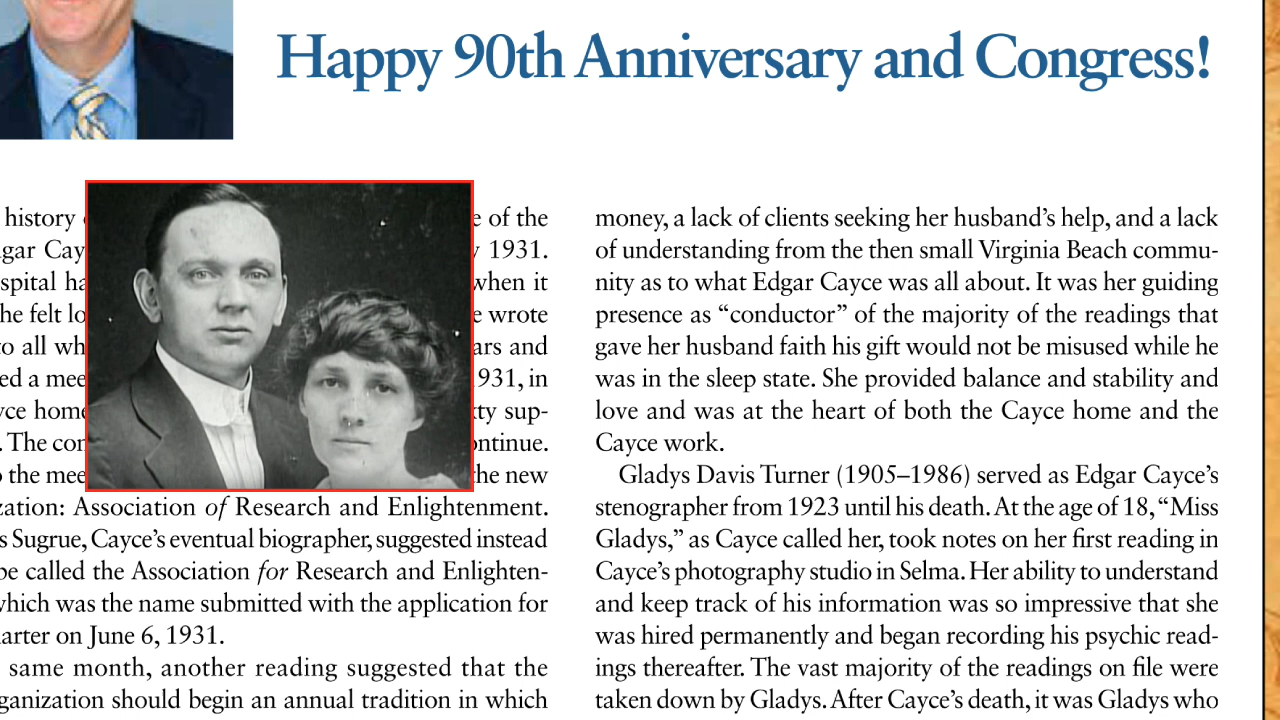 Happy 90th Anniversary and Congress!
history
e of the
gar Cay
1931.
spital ha
when it
he felt lo
e wrote
to all wh
ars and
ed a mee
931, in
yce home
ty sup-
. The con
ontinue.
o the mee
the new
zation: Association of Research and Enlightenment.
s Sugrue, Cayce’s eventual biographer, suggested instead
be called the Association for Research and Enlighten-
which was the name submitted with the application for
arter on June 6, 1931.
same month, another reading suggested that the
ganization should begin an annual tradition in which
money, a lack of clients seeking her husband’s help, and a lack
of understanding from the then small Virginia Beach commu-
nity as to what Edgar Cayce was all about. It was her guiding
presence as “conductor” of the majority of the readings that
gave her husband faith his gift would not be misused while he
was in the sleep state. She provided balance and stability and
love and was at the heart of both the Cayce home and the
Cayce work.
Gladys Davis Turner (1905–1986) served as Edgar Cayce’s
stenographer from 1923 until his death. At the age of 18, “Miss
Gladys,” as Cayce called her, took notes on her first reading in
Cayce’s photography studio in Selma. Her ability to understand
and keep track of his information was so impressive that she
was hired permanently and began recording his psychic read-
ings thereafter. The vast majority of the readings on file were
taken down by Gladys. After Cayce’s death, it was Gladys who